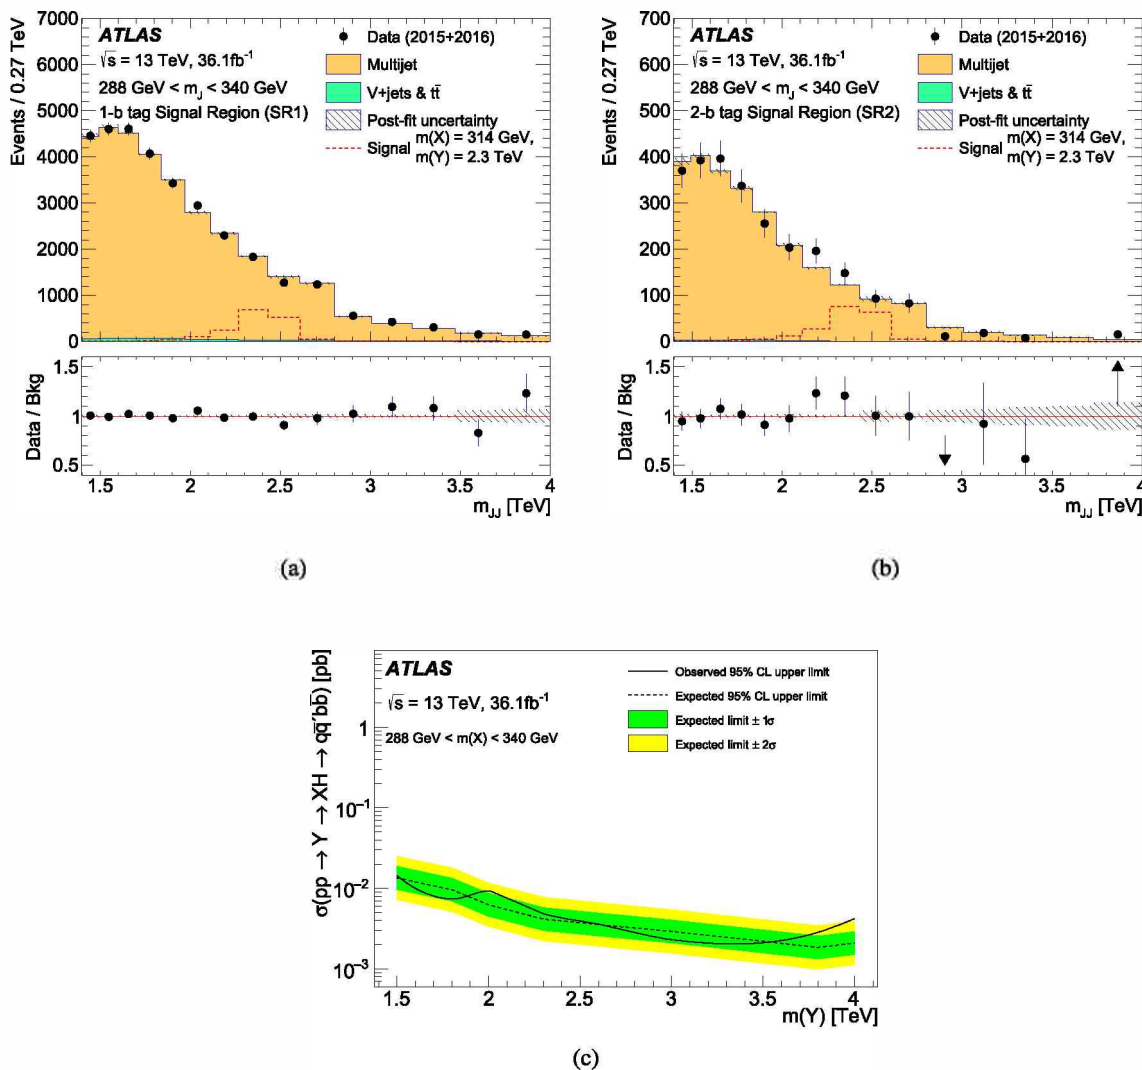 ATLAS
√s = 13 TeV, 36.1fb⁻¹
288 GeV < m_J < 340 GeV
1-b tag Signal Region (SR1)
Data (2015+2016)
Multijet
V+jets & tt̄
Post-fit uncertainty
Signal m(X) = 314 GeV,
m(Y) = 2.3 TeV
Events / 0.27 TeV
7000
6000
5000
4000
3000
2000
1000
0
Data / Bkg
1.5
1
0.5
1.5 2 2.5 3 3.5 4
m_JJ [TeV]
(a)
ATLAS
√s = 13 TeV, 36.1fb⁻¹
288 GeV < m_J < 340 GeV
2-b tag Signal Region (SR2)
Data (2015+2016)
Multijet
V+jets & tt̄
Post-fit uncertainty
Signal m(X) = 314 GeV,
m(Y) = 2.3 TeV
Events / 0.27 TeV
700
600
500
400
300
200
100
0
Data / Bkg
1.5
1
0.5
1.5 2 2.5 3 3.5 4
m_JJ [TeV]
(b)
ATLAS
√s = 13 TeV, 36.1fb⁻¹
288 GeV < m(X) < 340 GeV
Observed 95% CL upper limit
Expected 95% CL upper limit
Expected limit ± 1σ
Expected limit ± 2σ
σ(pp → Y → XH → qq̄′bb̄) [pb]
1
10⁻¹
10⁻²
10⁻³
1.5 2 2.5 3 3.5 4
m(Y) [TeV]
(c)